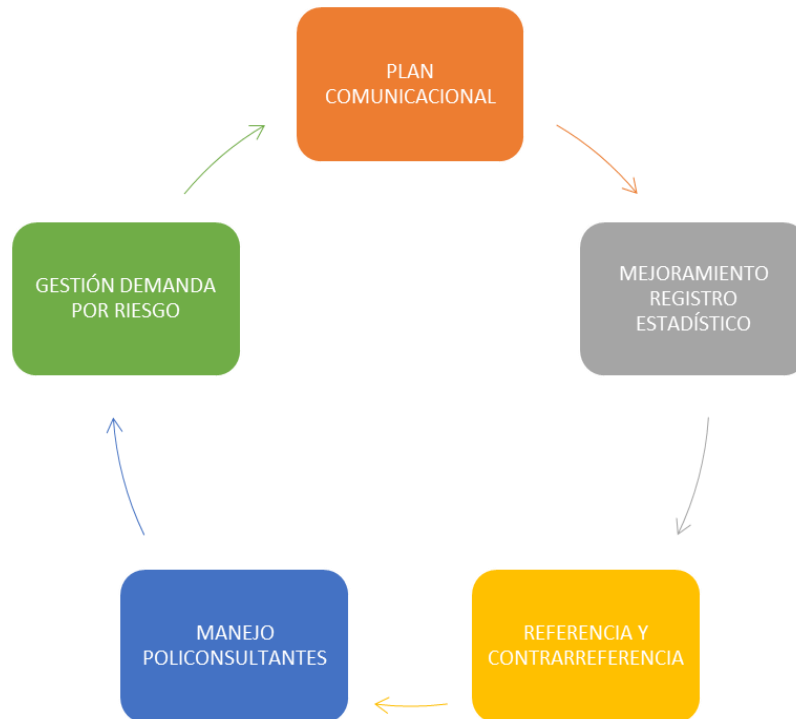 PLAN
COMUNICACIONAL
MEJORAMIENTO
REGISTRO
ESTADÍSTICO
REFERENCIA Y
CONTRARREFERENCIA
MANEJO
POLICONSULTANTES
GESTIÓN DEMANDA
POR RIESGO